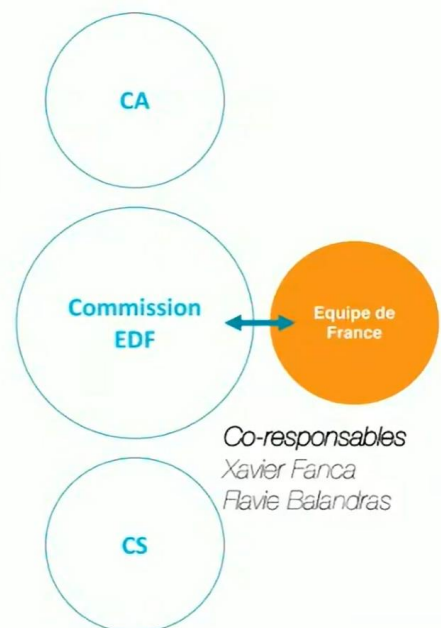 CA
Commission
EDF
Equipe de
France
Co-responsables
Xavier Fanca
Flavie Balandras
CS